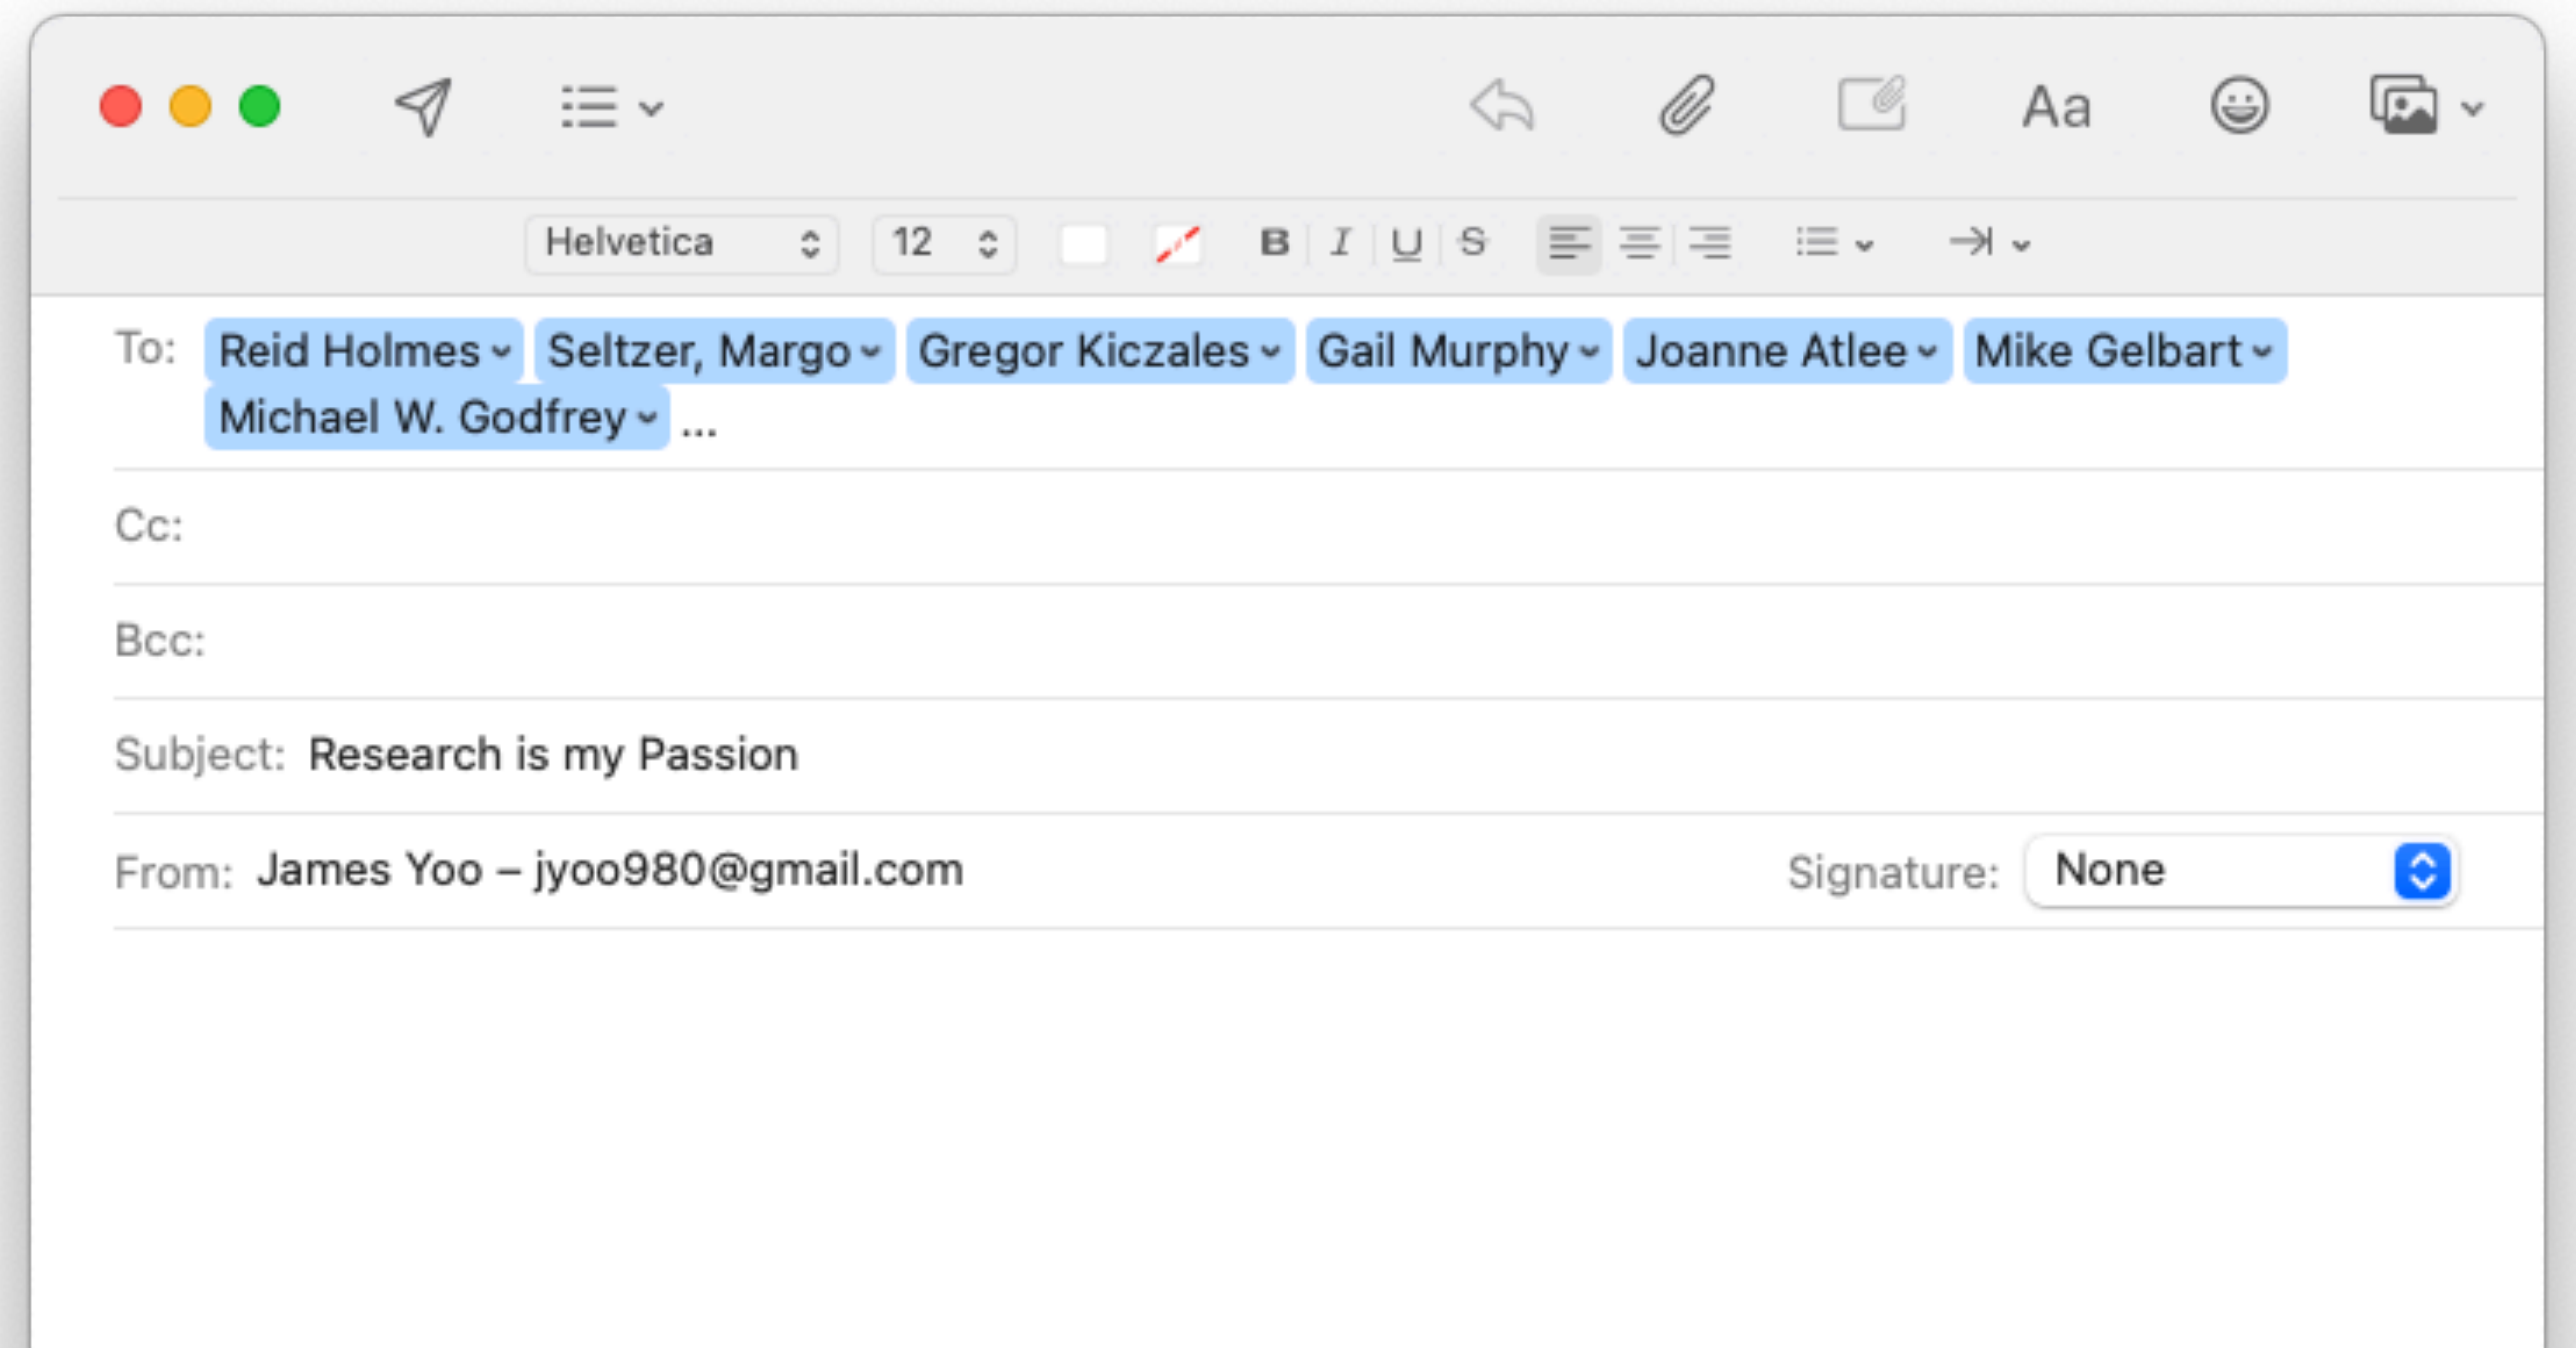 Aa
Helvetica 12 B I U S
To: Reid Holmes Seltzer, Margo Gregor Kiczales Gail Murphy Joanne Atlee Mike Gelbart
Michael W. Godfrey ...
Cc:
Bcc:
Subject: Research is my Passion
From: James Yoo – jyoo980@gmail.com Signature: None